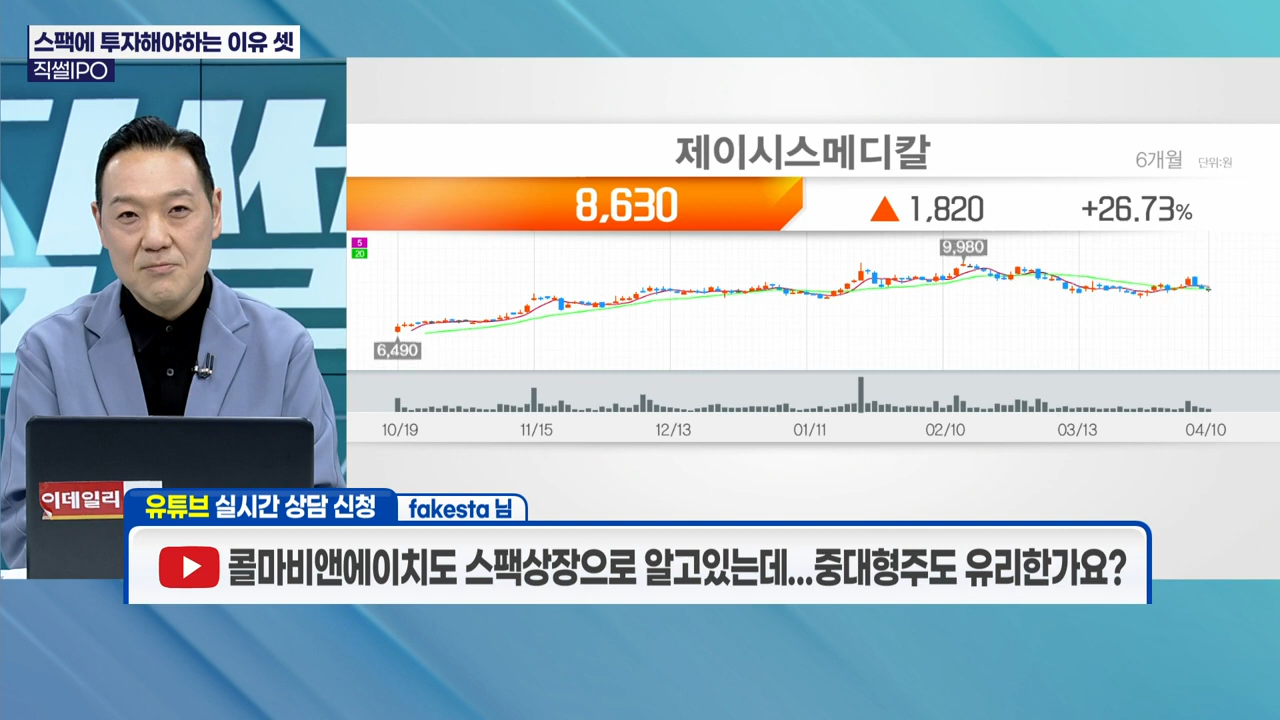 스팩에 투자해야하는 이유 셋
직썰IPO
제이시스메디칼
6개월 단위:원
8,630 ▲ 1,820 +26.73%
5
20
9,980
6,490
10/19 11/15 12/13 01/11 02/10 03/13 04/10
이데일리
유튜브 실시간 상담 신청 fakesta 님
콜마비앤에이치도 스팩상장으로 알고있는데...중대형주도 유리한가요?